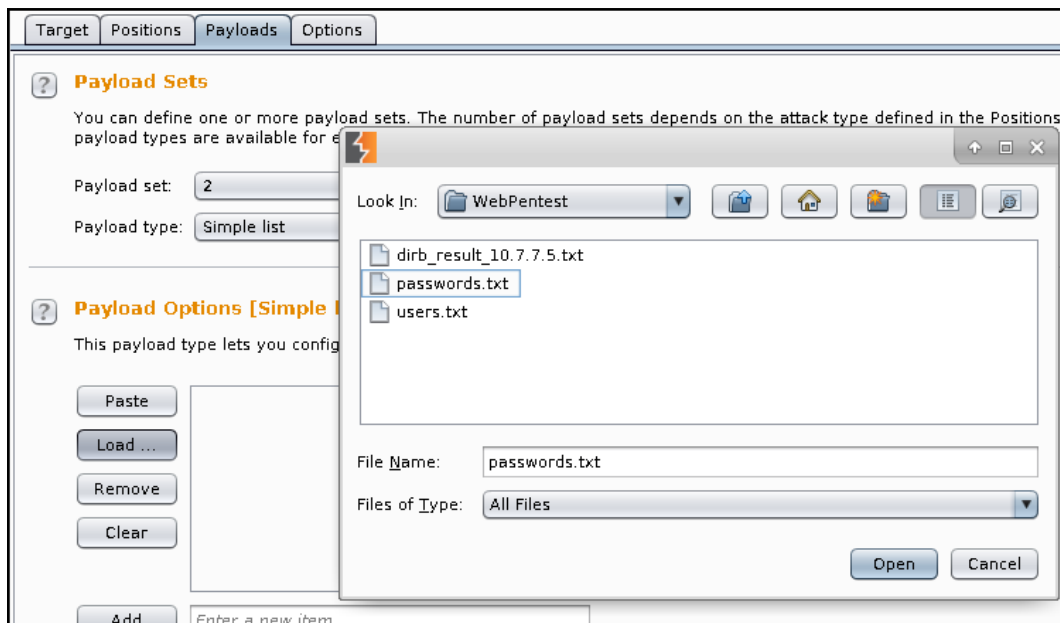 Target Positions Payloads Options
? Payload Sets
You can define one or more payload sets. The number of payload sets depends on the attack type defined in the Positions
payload types are available for e
Payload set: 2
Payload type: Simple list
Look In: WebPentest
dirb_result_10.7.7.5.txt
passwords.txt
users.txt
File Name: passwords.txt
Files of Type: All Files
Open Cancel
? Payload Options [Simple l
This payload type lets you config
Paste
Load ...
Remove
Clear
Add Enter a new item